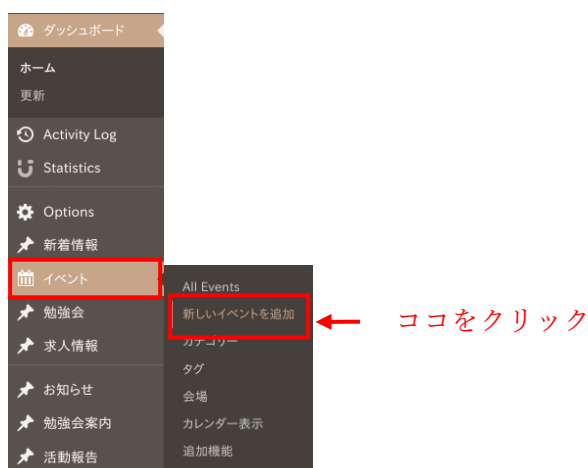 ダッシュボード
ホーム
更新
Activity Log
Statistics
Options
新着情報
イベント
勉強会
求人情報
お知らせ
勉強会案内
活動報告
All Events
新しいイベントを追加
カテゴリー
タグ
会場
カレンダー表示
追加機能
ココをクリック